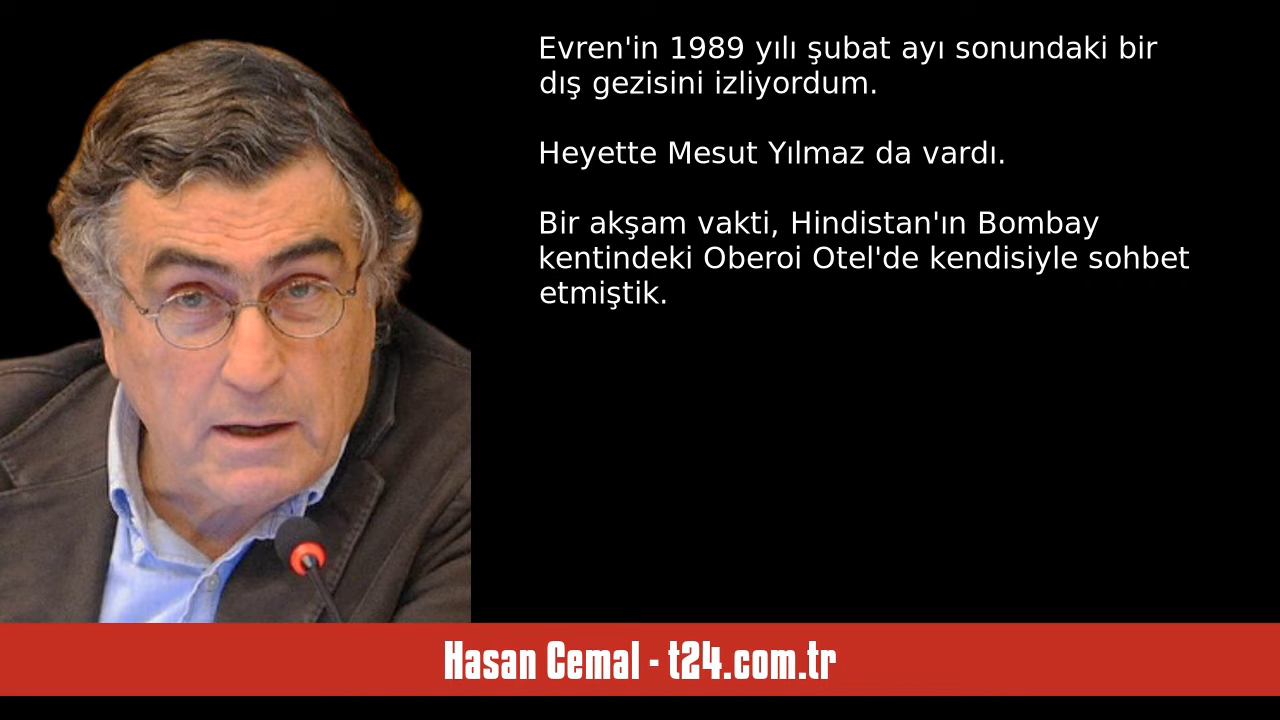 Evren'in 1989 yılı şubat ayı sonundaki bir
dış gezisini izliyordum.
Heyette Mesut Yılmaz da vardı.
Bir akşam vakti, Hindistan'ın Bombay
kentindeki Oberoi Otel'de kendisiyle sohbet
etmiştik.
Hasan Cemal - t24.com.tr